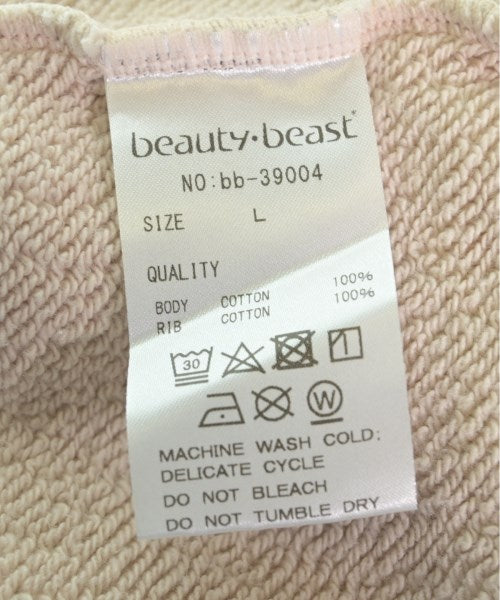 beauty·beast*
NO:bb-39004
SIZE L
QUALITY
BODY COTTON 100%
RIB COTTON 100%
30
W
MACHINE WASH COLD;
DELICATE CYCLE
DO NOT BLEACH
DO NOT TUMBLE DRY